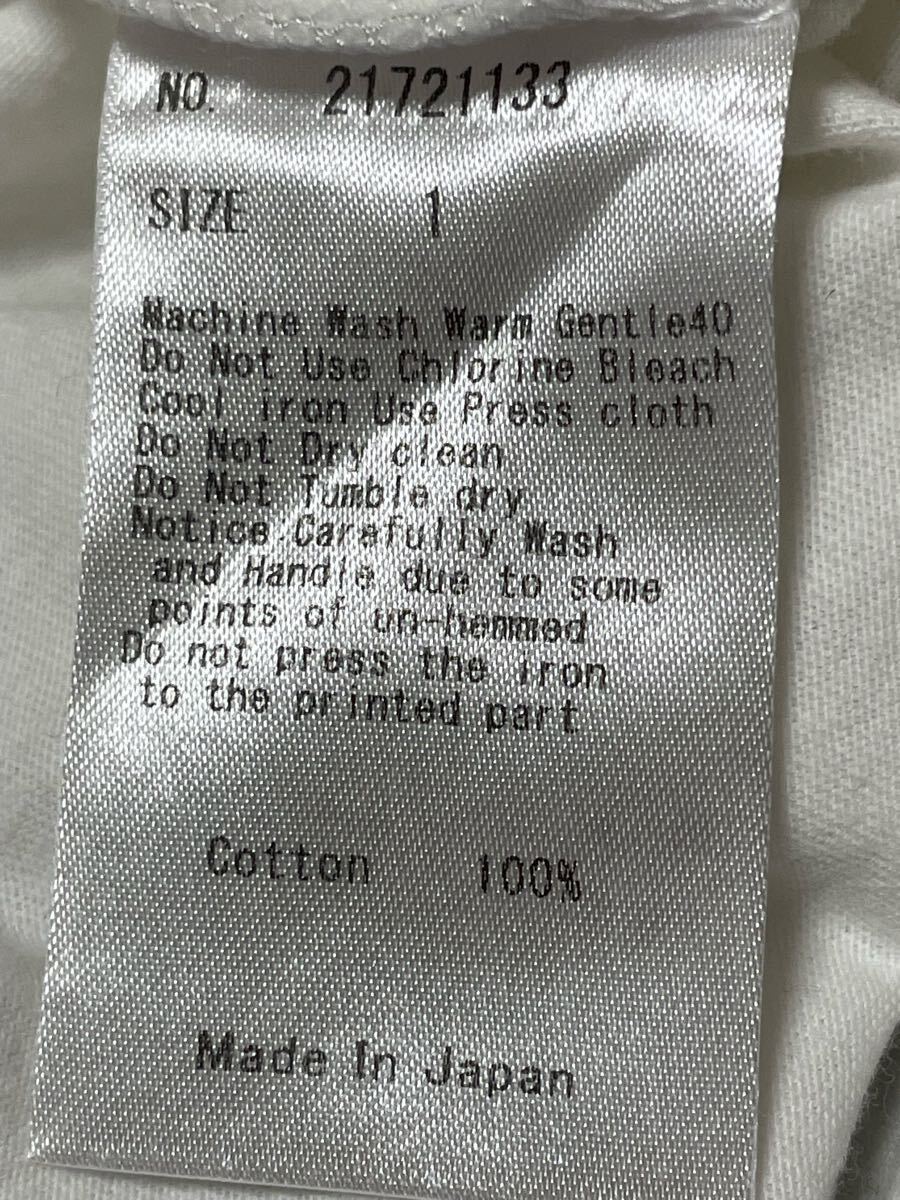 NO. 21721133
SIZE 1
Machine Wash Warm Gentle40
Do Not Use Chlorine Bleach
Cool iron Use Press cloth
Do Not Dry clean
Do Not Tumble dry
Notice Carefully Wash
and Handle due to some
points of un-hemmed
Do not press the iron
to the printed part
Cotton 100%
Made In Japan